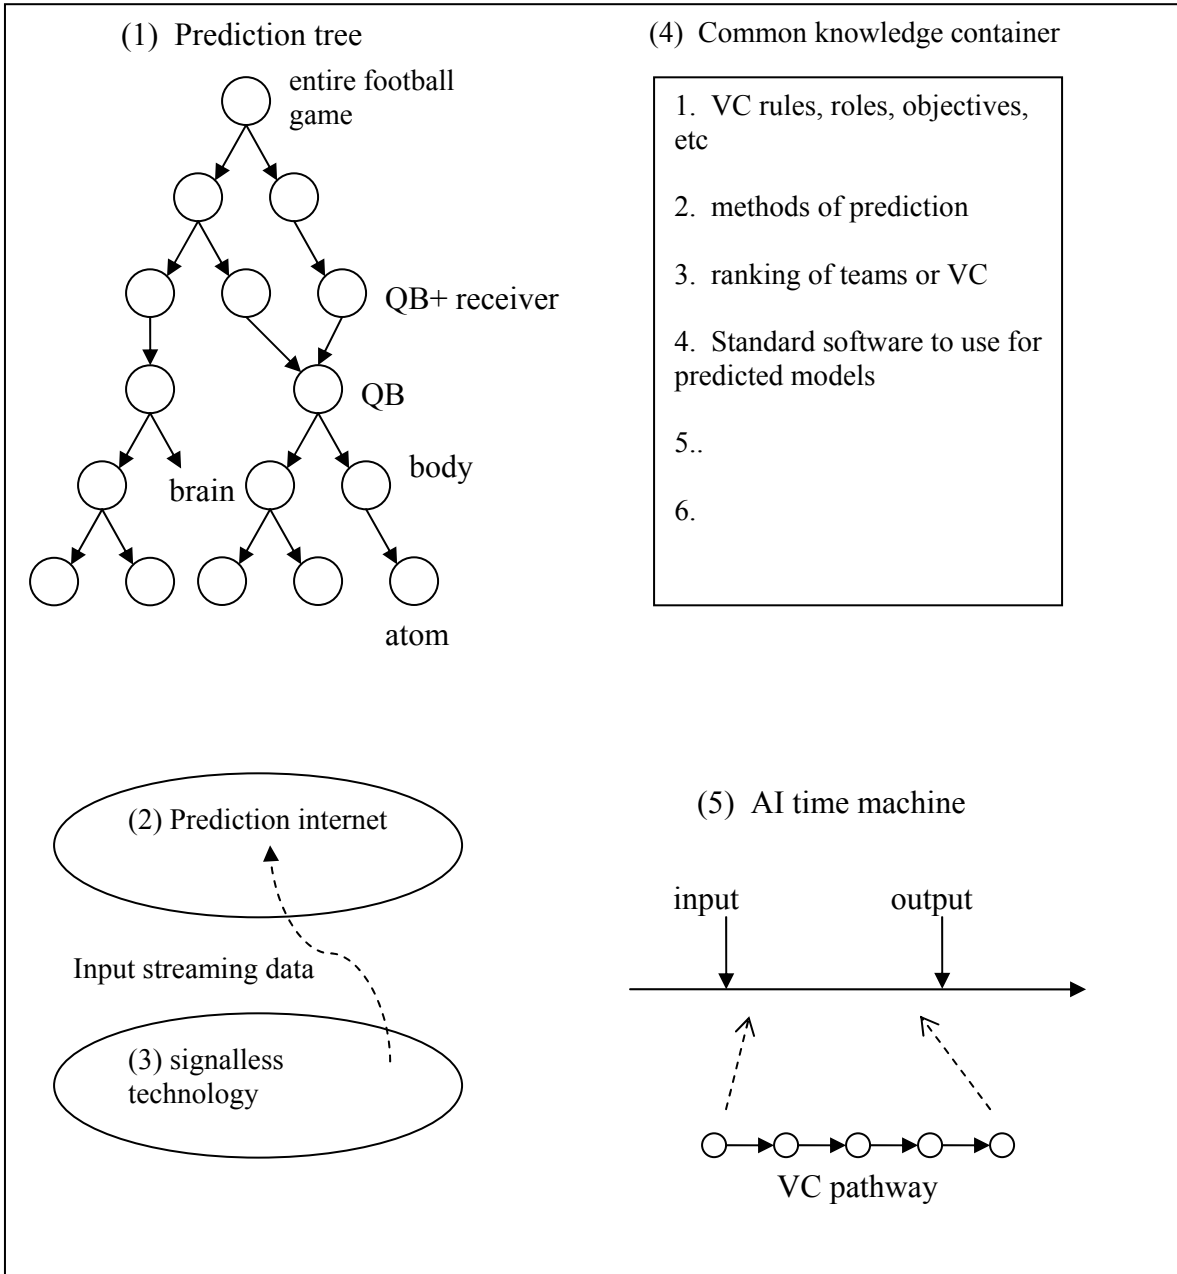 (1) Prediction tree
entire football
game
QB+ receiver
QB
body
brain
atom
(4) Common knowledge container
1. VC rules, roles, objectives,
etc
2. methods of prediction
3. ranking of teams or VC
4. Standard software to use for
predicted models
5..
6.
(2) Prediction internet
Input streaming data
(3) signalless
technology
(5) AI time machine
input
output
VC pathway